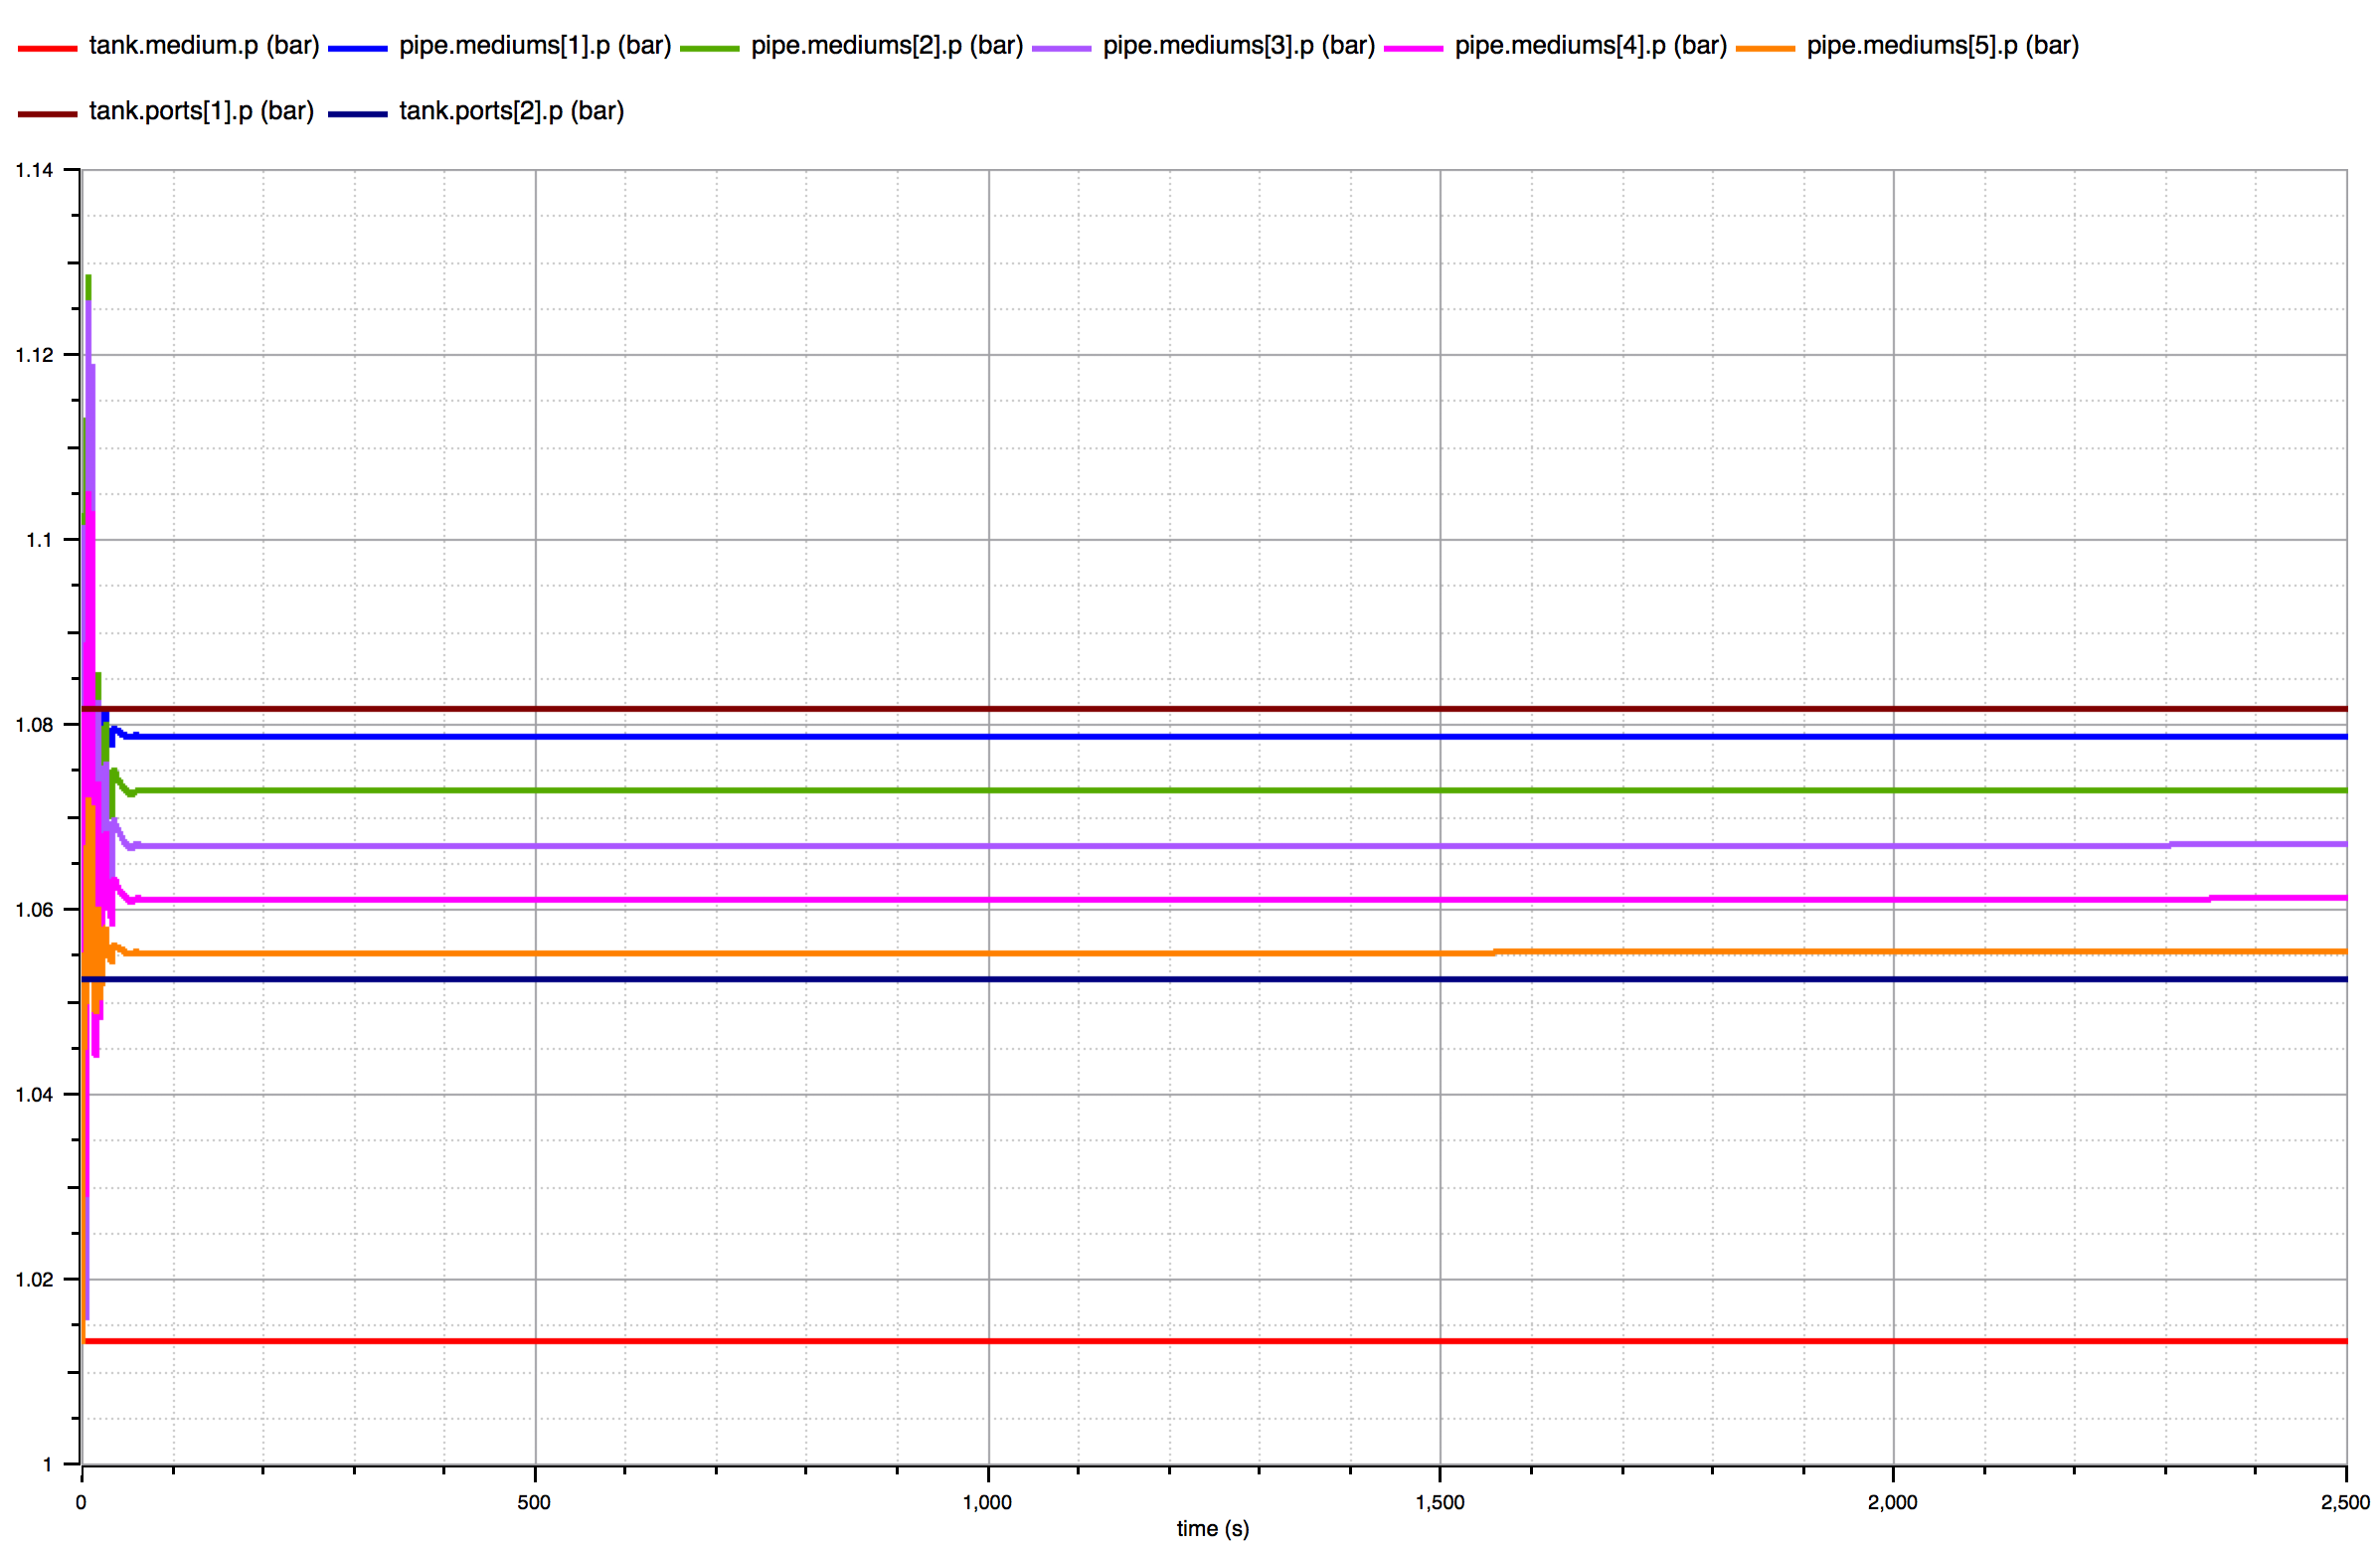 tank.medium.p (bar) pipe.mediums[1].p (bar) pipe.mediums[2].p (bar) pipe.mediums[3].p (bar) pipe.mediums[4].p (bar) pipe.mediums[5].p (bar)
tank.ports[1].p (bar) tank.ports[2].p (bar)
1.14
1.12
1.1
1.08
1.06
1.04
1.02
1
0 500 1,000 1,500 2,000 2,500
time (s)